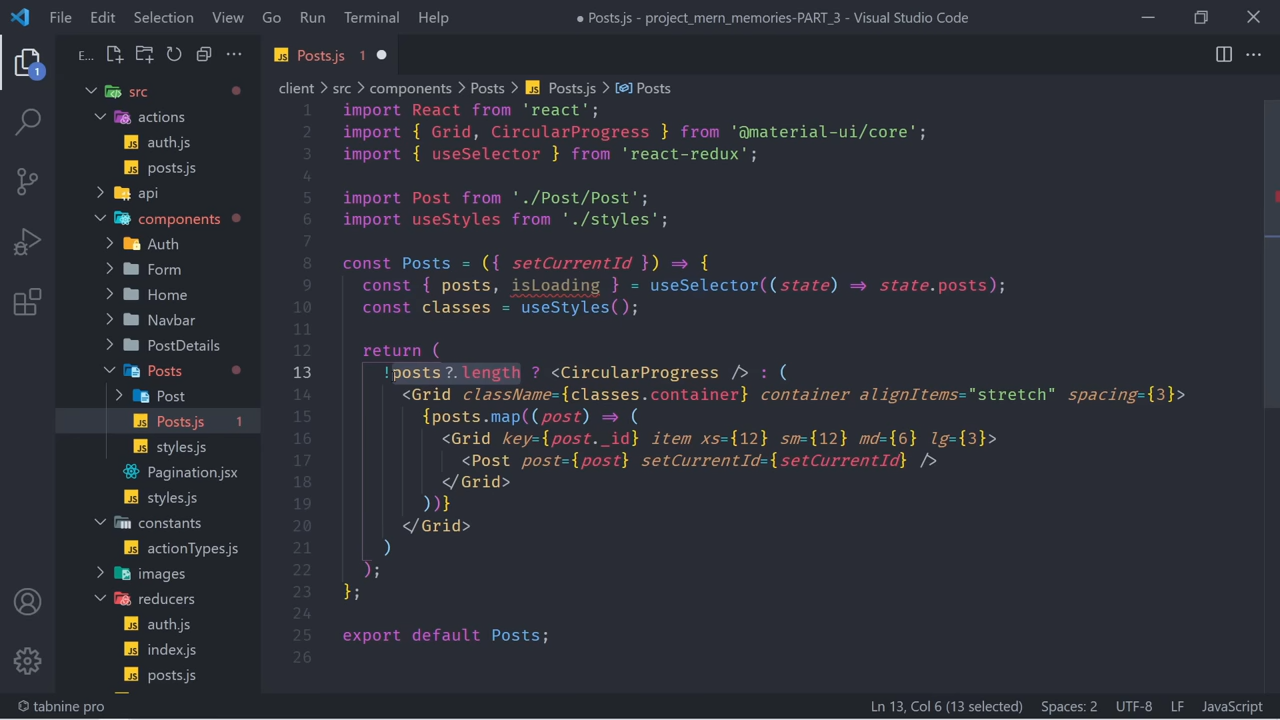 File Edit Selection View Go Run Terminal Help
● Posts.js - project_mern_memories-PART_3 - Visual Studio Code
1
E...
src
actions
auth.js
posts.js
api
components
Auth
Form
Home
Navbar
PostDetails
Posts
Post
Posts.js 1
styles.js
Pagination.jsx
styles.js
constants
actionTypes.js
images
reducers
auth.js
index.js
posts.js
JS Posts.js 1 ●
client > src > components > Posts > JS Posts.js > Posts
1 import React from 'react';
2 import { Grid, CircularProgress } from '@material-ui/core';
3 import { useSelector } from 'react-redux';
4
5 import Post from './Post/Post';
6 import useStyles from './styles';
7
8 const Posts = ({ setCurrentId }) => {
9 const { posts, isLoading } = useSelector((state) => state.posts);
10 const classes = useStyles();
11
12 return (
13 !posts?.length ? <CircularProgress /> : (
14 <Grid className={classes.container} container alignItems="stretch" spacing={3}>
15 {posts.map((post) => (
16 <Grid key={post._id} item xs={12} sm={12} md={6} lg={3}>
17 <Post post={post} setCurrentId={setCurrentId} />
18 </Grid>
19 ))}
20 </Grid>
21 )
22 );
23 };
24
25 export default Posts;
26
tabnine pro
Ln 13, Col 6 (13 selected) Spaces: 2 UTF-8 LF JavaScript